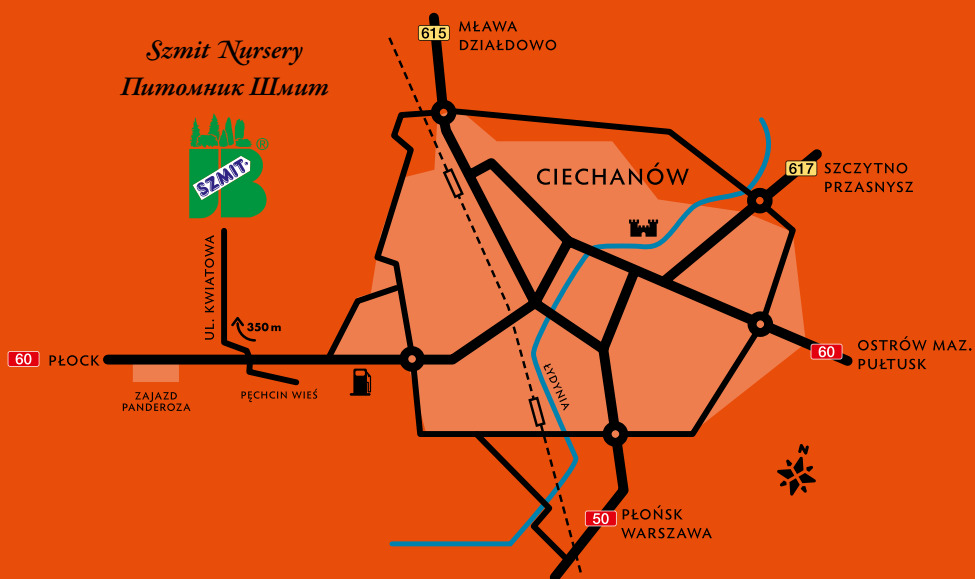 Szmit Nursery
Питомник Шмит
®
SZMIT
615
MŁAWA
DZIAŁDOWO
CIECHANÓW
617
SZCZYTNO
PRZASNYSZ
UL. KWIATOWA
350 m
60
PŁOCK
ZAJAZD
PANDEROZA
PĘCHCIN WIEŚ
ŁYDYNIA
60
OSTRÓW MAZ.
PUŁTUSK
N
50
PŁOŃSK
WARSZAWA